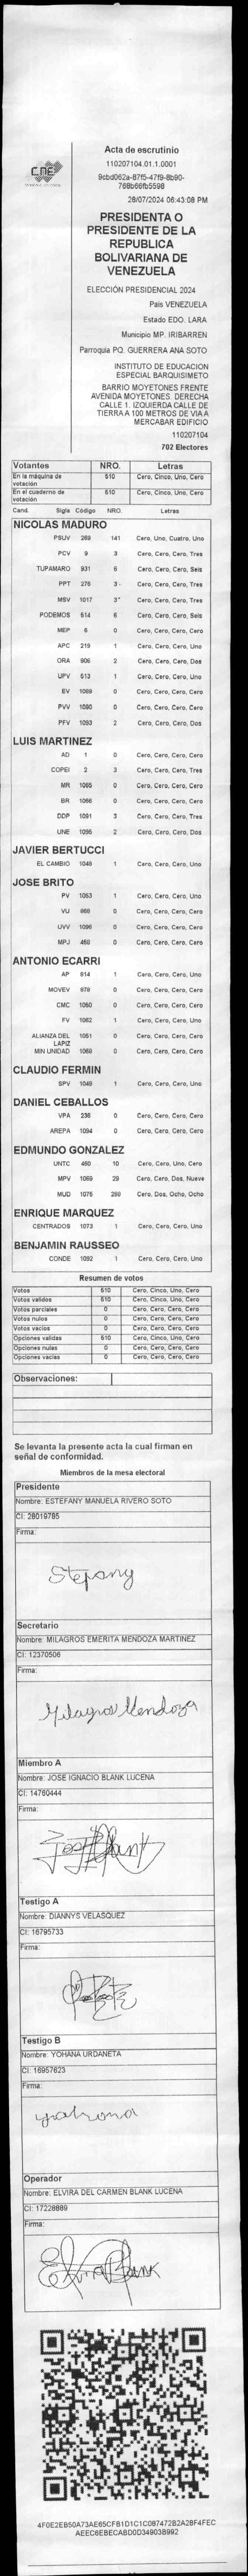 CNE
Acta de escrutinio
110207104.01.1.0001
9cbd062a-87f5-47f9-8b90-
768b66fb5598
28/07/2024 06:43:08 PM
PRESIDENTA O
PRESIDENTE DE LA
REPUBLICA
BOLIVARIANA DE
VENEZUELA
ELECCIÓN PRESIDENCIAL 2024
País VENEZUELA
Estado EDO. LARA
Municipio MP. IRIBARREN
Parroquia PQ. GUERRERA ANA SOTO
INSTITUTO DE EDUCACION
ESPECIAL BARQUISIMETO
BARRIO MOYETONES FRENTE
AVENIDA MOYETONES. DERECHA
CALLE 1. IZQUIERDA CALLE DE
TIERRA A 100 METROS DE VIA A
MERCABAR EDIFICIO
110207104
702 Electores
Votantes NRO. Letras
En la máquina de votación 510 Cero, Cinco, Uno, Cero
En el cuaderno de votación 510 Cero, Cinco, Uno, Cero
Cand. Sigla Código NRO. Letras
NICOLAS MADURO
PSUV 269 141 Cero, Uno, Cuatro, Uno
PCV 9 3 Cero, Cero, Cero, Tres
TUPAMARO 931 6 Cero, Cero, Cero, Seis
PPT 276 3 Cero, Cero, Cero, Tres
MSV 1017 3 Cero, Cero, Cero, Tres
PODEMOS 514 6 Cero, Cero, Cero, Seis
MEP 6 0 Cero, Cero, Cero, Cero
APC 219 1 Cero, Cero, Cero, Uno
ORA 906 2 Cero, Cero, Cero, Dos
UPV 513 1 Cero, Cero, Cero, Uno
EV 1089 0 Cero, Cero, Cero, Cero
PVV 1090 0 Cero, Cero, Cero, Cero
PFV 1093 2 Cero, Cero, Cero, Dos
LUIS MARTINEZ
AD 1 0 Cero, Cero, Cero, Cero
COPEI 2 3 Cero, Cero, Cero, Tres
MR 1065 0 Cero, Cero, Cero, Cero
BR 1066 0 Cero, Cero, Cero, Cero
DDP 1091 3 Cero, Cero, Cero, Tres
UNE 1095 2 Cero, Cero, Cero, Dos
JAVIER BERTUCCI
EL CAMBIO 1048 1 Cero, Cero, Cero, Uno
JOSE BRITO
PV 1053 1 Cero, Cero, Cero, Uno
VU 868 0 Cero, Cero, Cero, Cero
UVV 1096 0 Cero, Cero, Cero, Cero
MPJ 458 0 Cero, Cero, Cero, Cero
ANTONIO ECARRI
AP 814 1 Cero, Cero, Cero, Uno
MOVEV 878 0 Cero, Cero, Cero, Cero
CMC 1050 0 Cero, Cero, Cero, Cero
FV 1062 1 Cero, Cero, Cero, Uno
ALIANZA DEL LAPIZ 1051 0 Cero, Cero, Cero, Cero
MIN UNIDAD 1058 0 Cero, Cero, Cero, Cero
CLAUDIO FERMIN
SPV 1049 1 Cero, Cero, Cero, Uno
DANIEL CEBALLOS
VPA 236 0 Cero, Cero, Cero, Cero
AREPA 1094 0 Cero, Cero, Cero, Cero
EDMUNDO GONZALEZ
UNTC 480 10 Cero, Cero, Uno, Cero
MPV 1069 29 Cero, Cero, Dos, Nueve
MUD 1075 Cero, Dos, Ocho, Ocho
ENRIQUE MARQUEZ
CENTRADOS 1073 1 Cero, Cero, Cero, Uno
BENJAMIN RAUSSEO
CONDE 1092 1 Cero, Cero, Cero, Uno
Resumen de votos
Votos 510 Cero, Cinco, Uno, Cero
Votos validos 510 Cero, Cinco, Uno, Cero
Votos parciales 0 Cero, Cero, Cero, Cero
Votos nulos 0 Cero, Cero, Cero, Cero
Votos vacios 0 Cero, Cero, Cero, Cero
Opciones validas 510 Cero, Cinco, Uno, Cero
Opciones nulas 0 Cero, Cero, Cero, Cero
Opciones vacias 0 Cero, Cero, Cero, Cero
Observaciones:
Se levanta la presente acta la cual firman en
señal de conformidad.
Miembros de la mesa electoral
Presidente
Nombre: ESTEFANY MANUELA RIVERO SOTO
CI: 28019785
Firma:
Stefany
Secretario
Nombre: MILAGROS EMERITA MENDOZA MARTINEZ
CI: 12370506
Firma:
Milagros Mendoza
Miembro A
Nombre: JOSE IGNACIO BLANK LUCENA
CI: 14760444
Firma:
Testigo A
Nombre: DIANNYS VELASQUEZ
CI: 16795733
Firma:
Testigo B
Nombre: YOHANA URDANETA
CI: 16957623
Firma:
Operador
Nombre: ELVIRA DEL CARMEN BLANK LUCENA
CI: 17228889
Firma:
Elvira Blank
4F0E2EB50A73AE65CFB1D1C1C087472B2A28F4FEC
AEEC6EBECABD0D34903B992